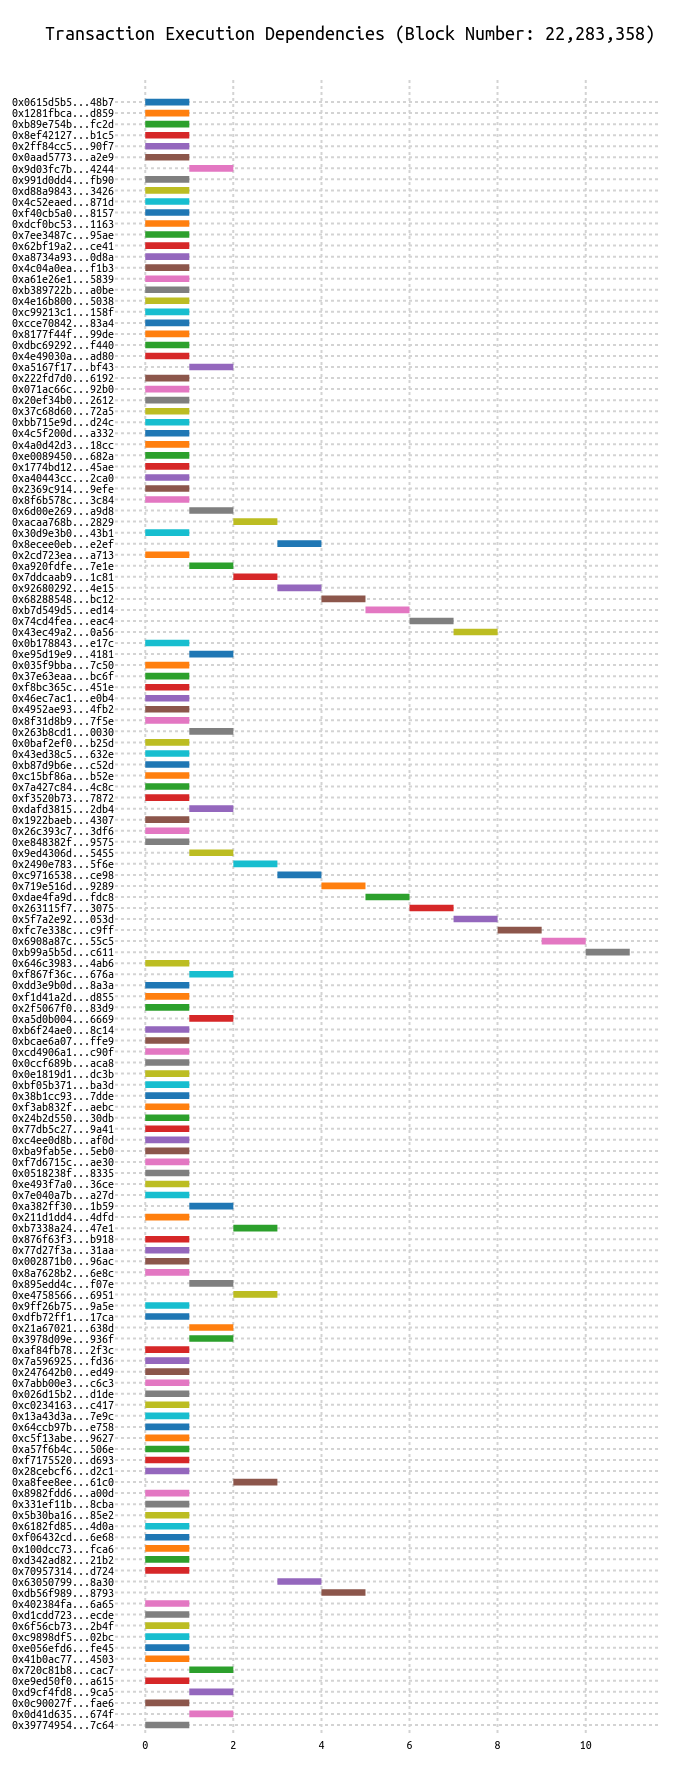 Transaction Execution Dependencies (Block Number: 22,283,358)
0x0615d5b5...48b7
0x1281fbca...d859
0xb89e754b...fc2d
0x8ef42127...b1c5
0x2ff84cc5...90f7
0x0aad5773...a2e9
0x9d03fc7b...4244
0x991d0dd4...fb90
0xd88a9843...3426
0x4c52eaed...871d
0xf40cb5a0...8157
0xdcf0bc53...1163
0x7ee3487c...95ae
0x62bf19a2...ce41
0xa8734a93...0d8a
0x4c04a0ea...f1b3
0xa61e26e1...5839
0xb389722b...a0be
0x4e16b800...5038
0xc99213c1...158f
0xcce70842...83a4
0x8177f44f...99de
0xdbc69292...f440
0x4e49030a...ad80
0xa5167f17...bf43
0x222fd7d0...6192
0x071ac66c...92b0
0x20ef34b0...2612
0x37c68d60...72a5
0xbb715e9d...d24c
0x4c5f200d...a332
0x4a0d42d3...18cc
0xe0089450...682a
0x1774bd12...45ae
0xa40443cc...2ca0
0x2369c914...9efe
0x8f6b578c...3c84
0x6d00e269...a9d8
0xacaa768b...2829
0x30d9e3b0...43b1
0x8ecee0eb...e2ef
0x2cd723ea...a713
0xa920fdfe...7e1e
0x7ddcaab9...1c81
0x92680292...4e15
0x68288548...bc12
0xb7d549d5...ed14
0x74cd4fea...eac4
0x43ec49a2...0a56
0x0b178843...e17c
0xe95d19e9...4181
0x035f9bba...7c50
0x37e63eaa...bc6f
0xf8bc365c...451e
0x46ec7ac1...e0b4
0x4952ae93...4fb2
0x8f31d8b9...7f5e
0x263b8cd1...0030
0x0baf2ef0...b25d
0x43ed38c5...632e
0xb87d9b6e...c52d
0xc15bf86a...b52e
0x7a427c84...4c8c
0xf3520b73...7872
0xdafd3815...2db4
0x1922baeb...4307
0x26c393c7...3df6
0xe848382f...9575
0x9ed4306d...5455
0x2490e783...5f6e
0xc9716538...ce98
0x719e516d...9289
0xdae4fa9d...fdc8
0x263115f7...3075
0x5f7a2e92...053d
0xfc7e338c...c9ff
0x6908a87c...55c5
0xb99a5b5d...c611
0x646c3983...4ab6
0xf867f36c...676a
0xdd3e9b0d...8a3a
0xf1d41a2d...d855
0x2f5067f0...83d9
0xa5d0b004...6669
0xb6f24ae0...8c14
0xbcae6a07...ffe9
0xcd4906a1...c90f
0x0ccf689b...aca8
0x0e1819d1...dc3b
0xbf05b371...ba3d
0x38b1cc93...7dde
0xf3ab832f...aebc
0x24b2d550...30db
0x77db5c27...9a41
0xc4ee0d8b...af0d
0xba9fab5e...5eb0
0xf7d6715c...ae30
0x0518238f...8335
0xe493f7a0...36ce
0x7e040a7b...a27d
0xa382ff30...1b59
0x211d1dd4...4dfd
0xb7338a24...47e1
0x876f63f3...b918
0x77d27f3a...31aa
0x002871b0...96ac
0x8a7628b2...6e8c
0x895edd4c...f07e
0xe4758566...6951
0x9ff26b75...9a5e
0xdfb72ff1...17ca
0x21a67021...638d
0x3978d09e...936f
0xaf84fb78...2f3c
0x7a596925...fd36
0x247642b0...ed49
0x7abb00e3...c6c3
0x026d15b2...d1de
0xc0234163...c417
0x13a43d3a...7e9c
0x64ccb97b...e758
0xc5f13abe...9627
0xa57f6b4c...506e
0xf7175520...d693
0x28cebcf6...d2c1
0xa8fee8ee...61c0
0x8982fdd6...a00d
0x331ef11b...8cba
0x5b30ba16...85e2
0x6182fd85...4d0a
0xf06432cd...6e68
0x100dcc73...fca6
0xd342ad82...21b2
0x70957314...d724
0x63050799...8a30
0xdb56f989...8793
0x402384fa...6a65
0xd1cdd723...ecde
0x6f56cb73...2b4f
0xc9898df5...02bc
0xe056efd6...fe45
0x41b0ac77...4503
0x720c81b8...cac7
0xe9ed50f0...a615
0xd9cf4fd8...9ca5
0x0c90027f...fae6
0x0d41d635...674f
0x39774954...7c64
0 2 4 6 8 10